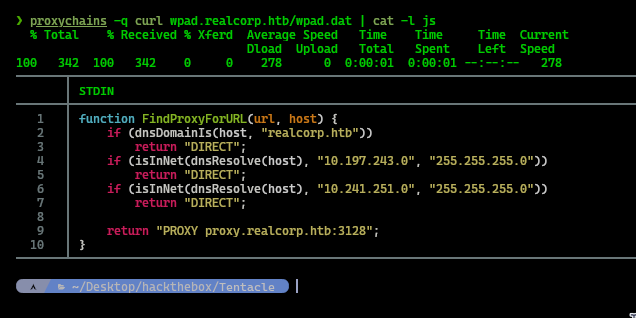 ❯ proxychains -q curl wpad.realcorp.htb/wpad.dat | cat -l js
% Total % Received % Xferd Average Speed Time Time Time Current
Dload Upload Total Spent Left Speed
100 342 100 342 0 0 278 0 0:00:01 0:00:01 --:--:-- 278
STDIN
1 function FindProxyForURL(url, host) {
2 if (dnsDomainIs(host, "realcorp.htb"))
3 return "DIRECT";
4 if (isInNet(dnsResolve(host), "10.197.243.0", "255.255.255.0"))
5 return "DIRECT";
6 if (isInNet(dnsResolve(host), "10.241.251.0", "255.255.255.0"))
7 return "DIRECT";
8
9 return "PROXY proxy.realcorp.htb:3128";
10 }
~/Desktop/hackthebox/Tentacle